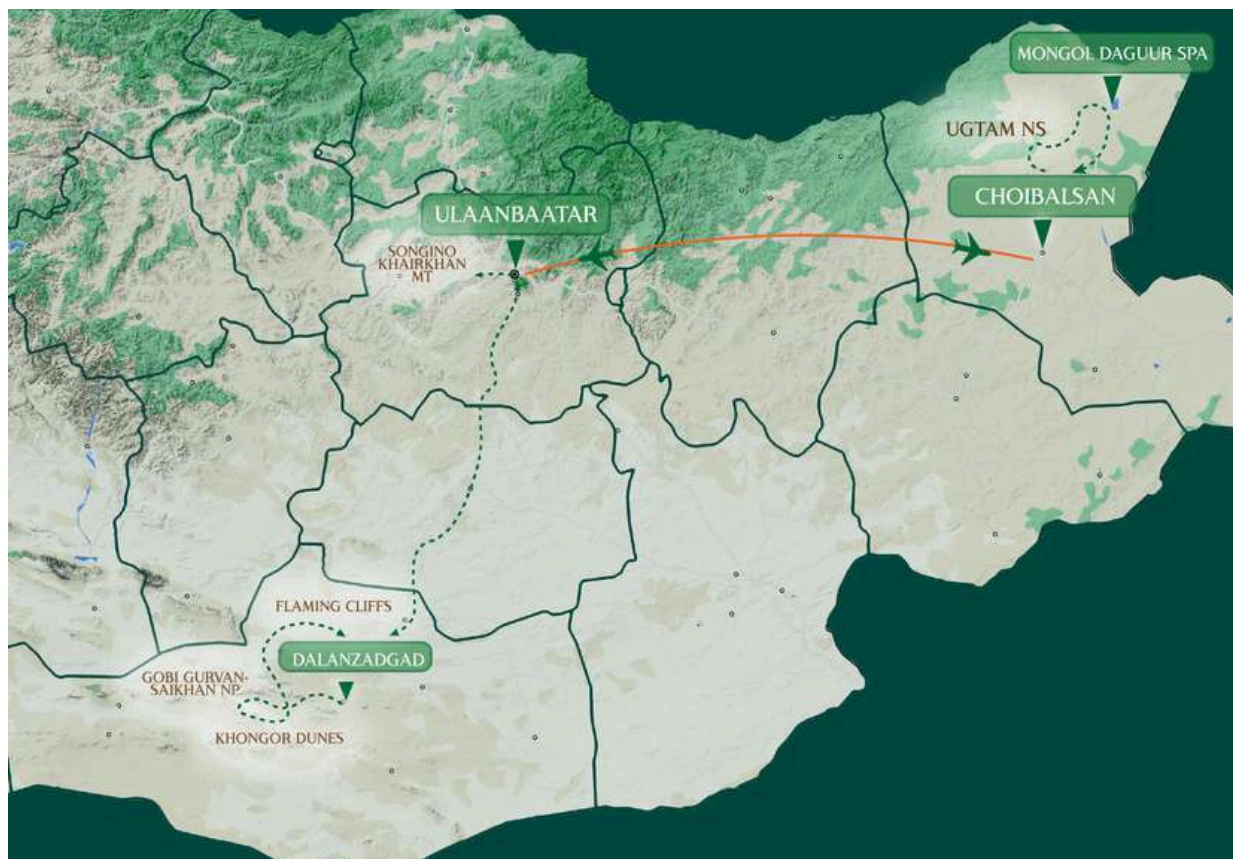 MONGOL DAGUUR SPA
UGTAM NS
CHOIBALSAN
ULAANBAATAR
SONGINO
KHAIRKHAN
MT
FLAMING CLIFFS
DALANZADGAD
GOBI GURVAN-
SAIKHAN NP
KHONGOR DUNES